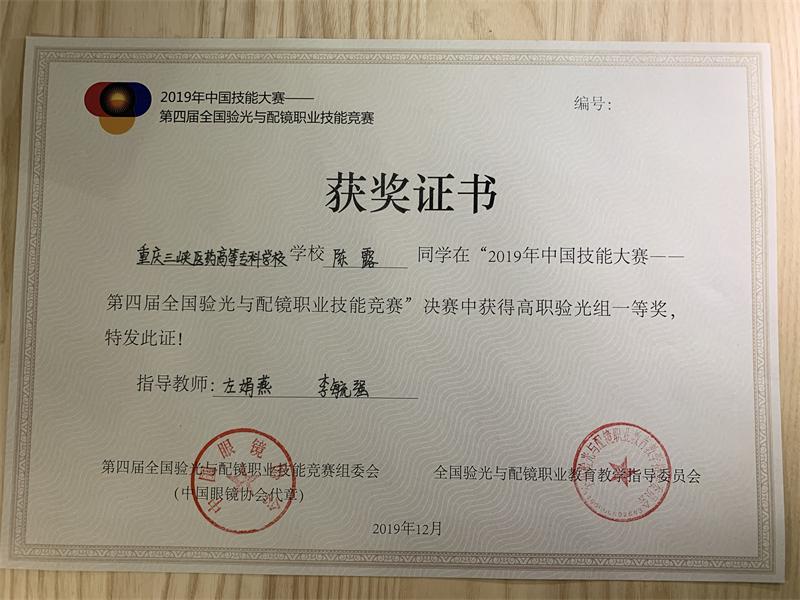 2019年中国技能大赛——
第四届全国验光与配镜职业技能竞赛
编号：
获奖证书
重庆三峡医药高等专科学校学校 陈露 同学在“2019年中国技能大赛——
第四届全国验光与配镜职业技能竞赛”决赛中获得高职验光组一等奖，
特发此证！
指导教师：左娟燕 李毓强
第四届全国验光与配镜职业技能竞赛组委会
（中国眼镜协会代章）
全国验光与配镜职业教育教学指导委员会
2019年12月
中国眼镜协会